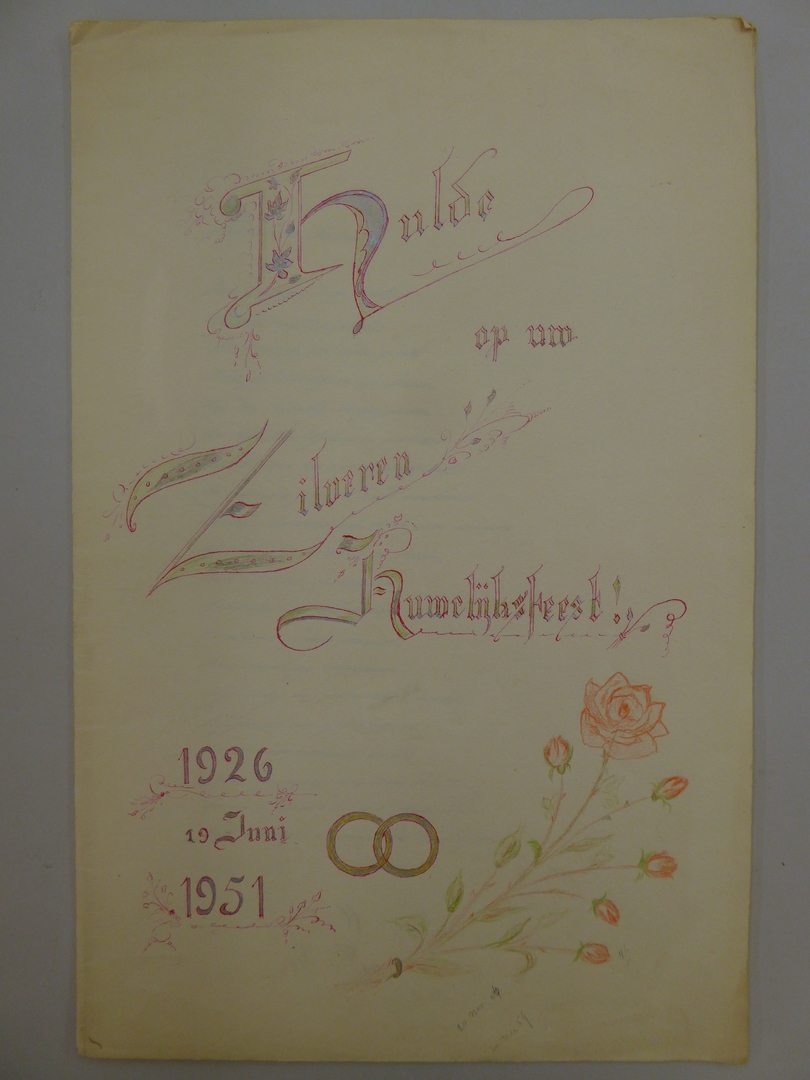 Hulde
op uw
Zilveren
Huwelijksfeest!
1926
19 Juni
1951